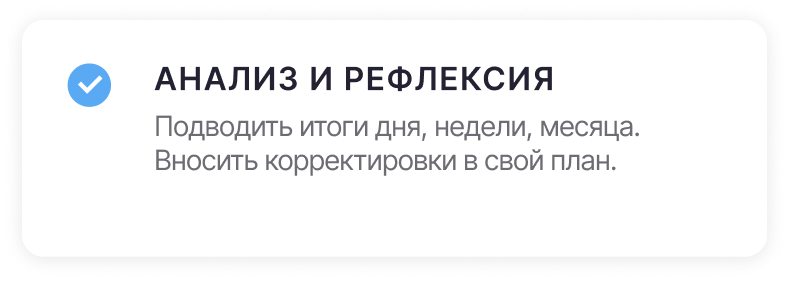 АНАЛИЗ И РЕФЛЕКСИЯ
Подводить итоги дня, недели, месяца.
Вносить корректировки в свой план.